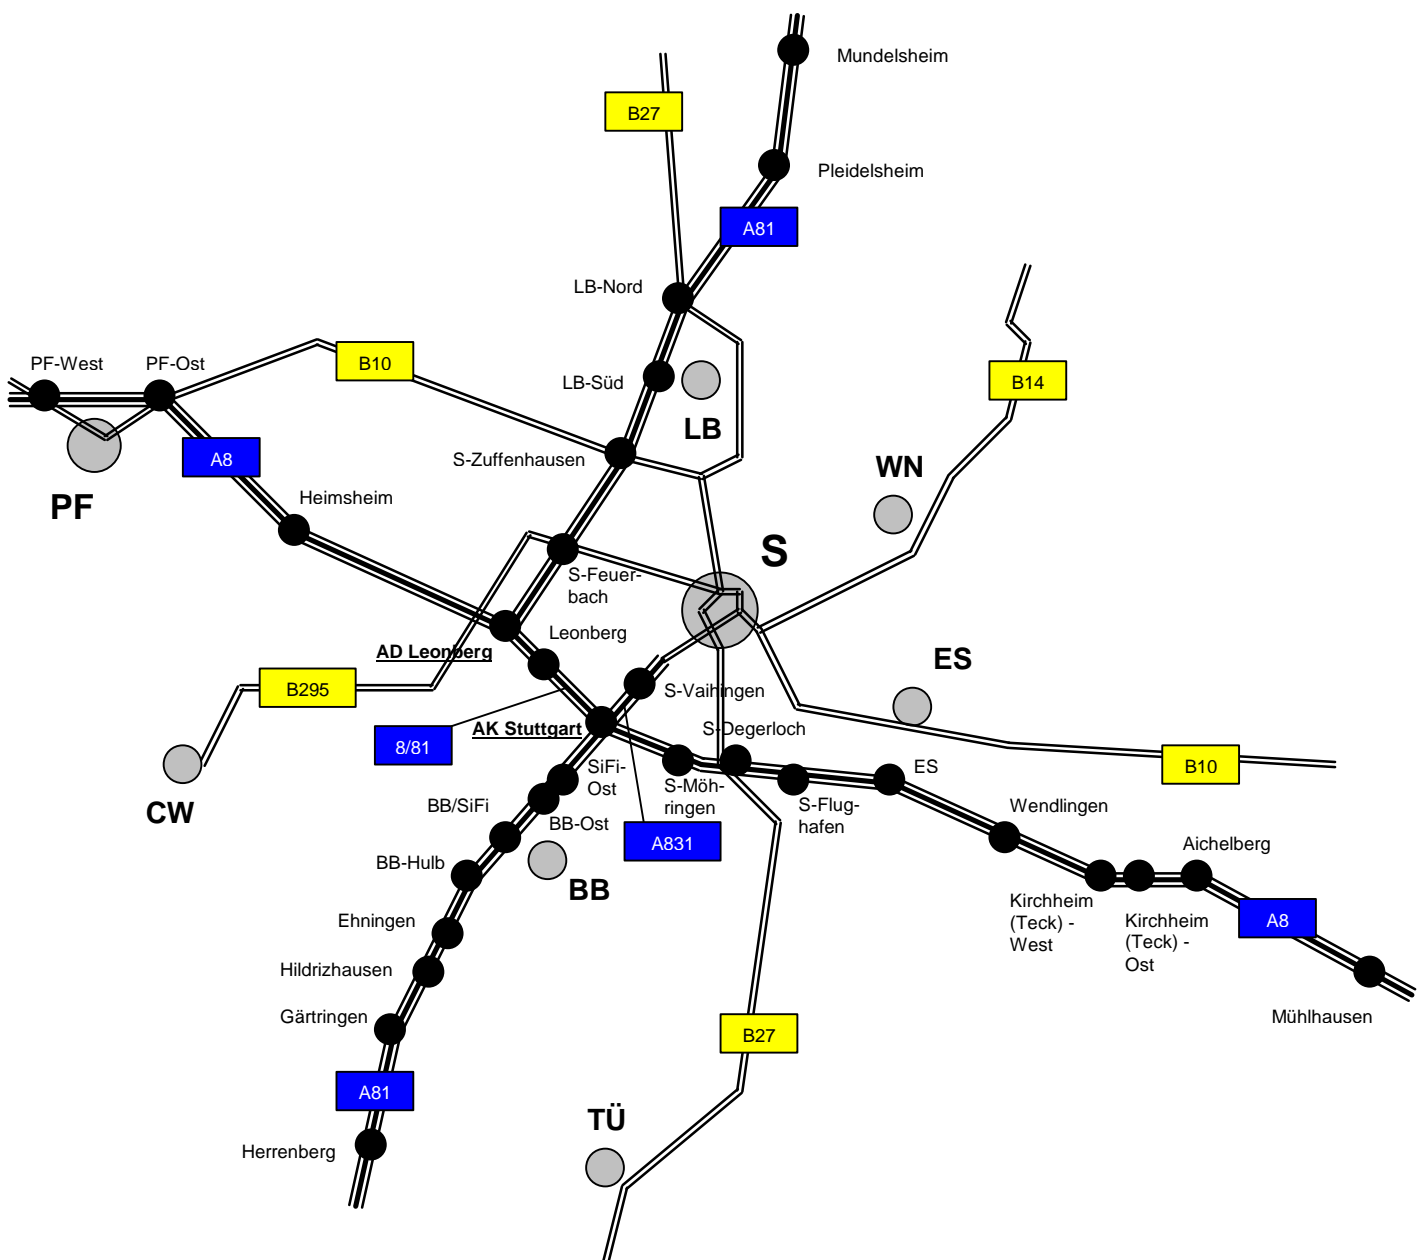 Mundelsheim
B27
Pleidelsheim
A81
LB-Nord
PF-West
PF-Ost
B10
LB-Süd
B14
LB
S-Zuffenhausen
A8
WN
PF
Heimsheim
S
S-Feuer-
bach
Leonberg
AD Leonberg
ES
B295
S-Vaihingen
AK Stuttgart
S-Degerloch
8/81
CW
SiFi-
Ost
S-Möh-
ringen
ES
B10
BB/SiFi
BB-Ost
S-Flug-
hafen
Wendlingen
A831
Aichelberg
BB-Hulb
BB
Kirchheim
(Teck) -
West
Kirchheim
(Teck) -
Ost
A8
Ehningen
Hildrizhausen
Gärtringen
Mühlhausen
B27
A81
TÜ
Herrenberg